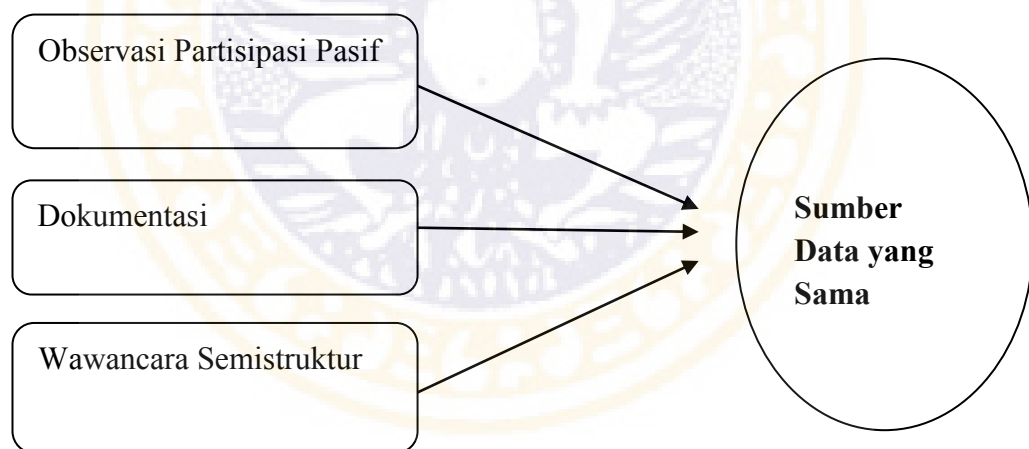 Observasi Partisipasi Pasif
Dokumentasi
Wawancara Semistruktur
Sumber
Data yang
Sama